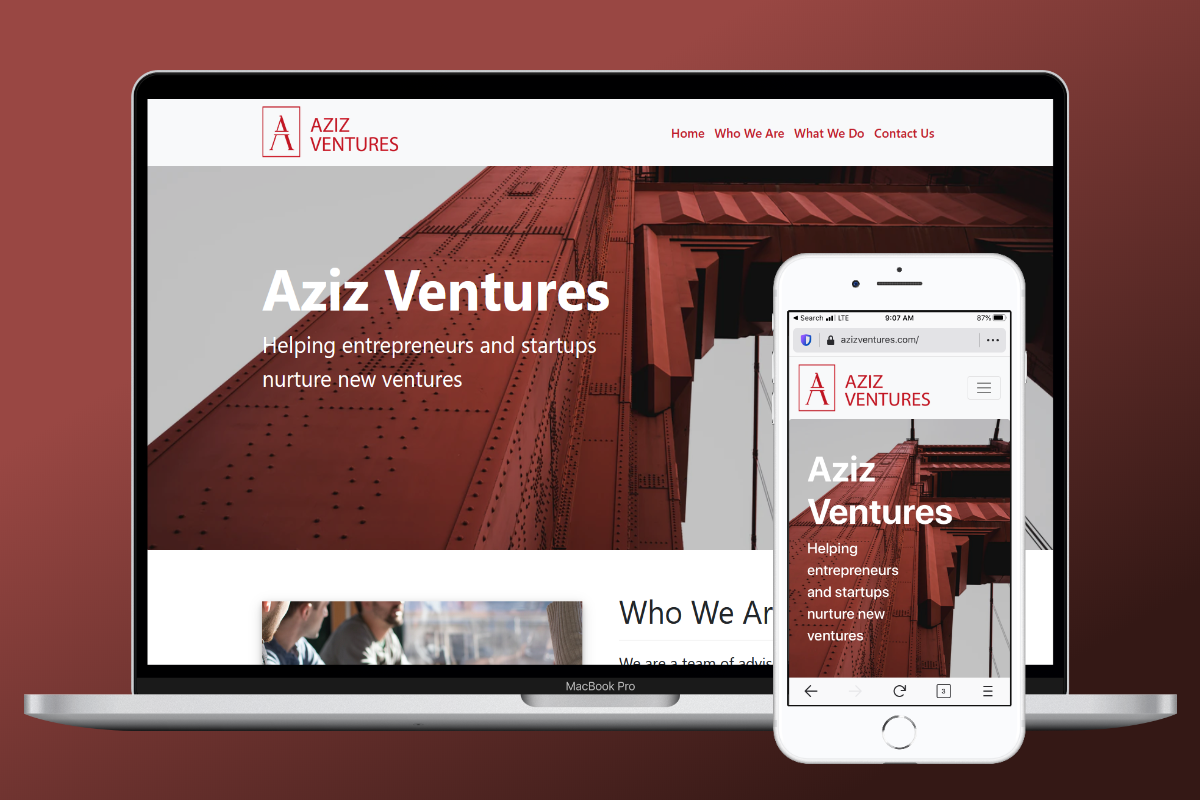 A
AZIZ
VENTURES
Home Who We Are What We Do Contact Us
Aziz Ventures
Helping entrepreneurs and startups
nurture new ventures
Who We Ar
We are a team of advis
MacBook Pro
Search LTE 9:07 AM 87%
azizventures.com/
A
AZIZ
VENTURES
Aziz
Ventures
Helping
entrepreneurs
and startups
nurture new
ventures
3